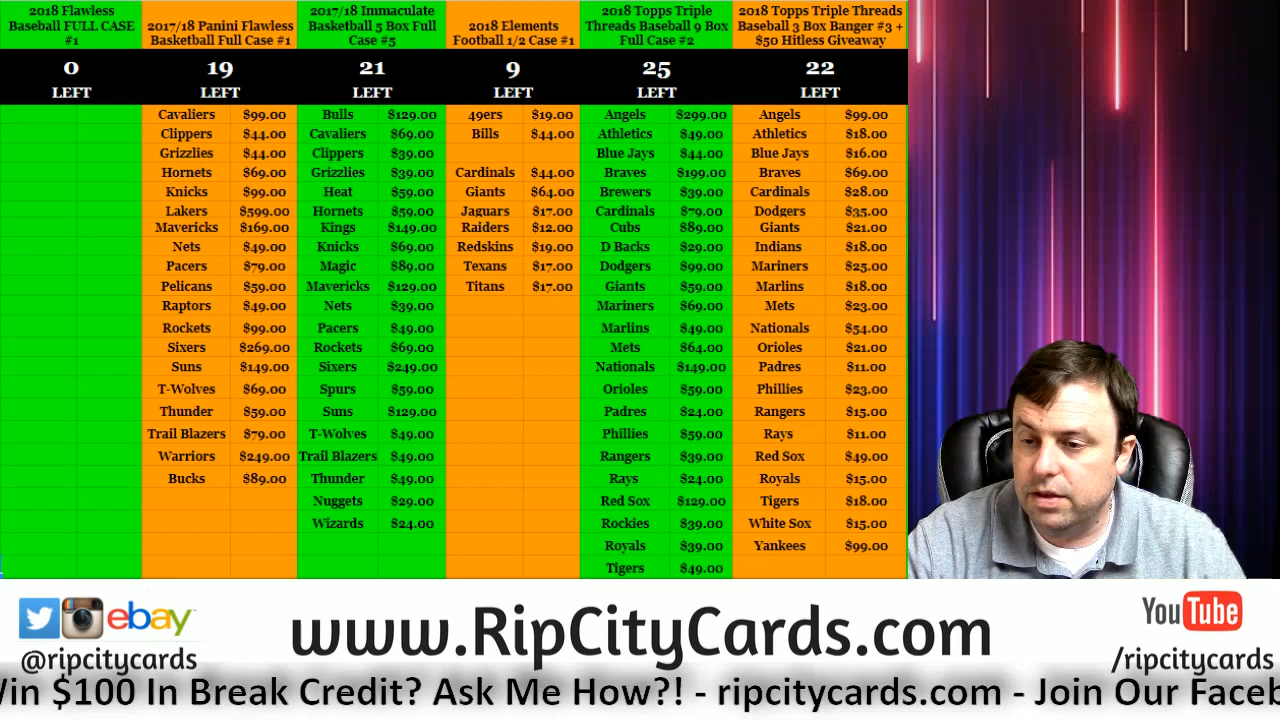 2018 Flawless
Baseball FULL CASE
#1
0
LEFT
2017/18 Panini Flawless
Basketball Full Case #1
19
LEFT
Cavaliers $99.00
Clippers $44.00
Grizzlies $44.00
Hornets $69.00
Knicks $99.00
Lakers $599.00
Mavericks $169.00
Nets $49.00
Pacers $79.00
Pelicans $59.00
Raptors $49.00
Rockets $99.00
Sixers $269.00
Suns $149.00
T-Wolves $69.00
Thunder $59.00
Trail Blazers $79.00
Warriors $249.00
Bucks $89.00
2017/18 Immaculate
Basketball 5 Box Full
Case #5
21
LEFT
Bulls $129.00
Cavaliers $69.00
Clippers $39.00
Grizzlies $39.00
Heat $59.00
Hornets $59.00
Kings $149.00
Knicks $69.00
Magic $89.00
Mavericks $129.00
Nets $39.00
Pacers $49.00
Rockets $69.00
Sixers $249.00
Spurs $59.00
Suns $129.00
T-Wolves $49.00
Trail Blazers $49.00
Thunder $49.00
Nuggets $29.00
Wizards $24.00
2018 Elements
Football 1/2 Case #1
9
LEFT
49ers $19.00
Bills $44.00
Cardinals $44.00
Giants $64.00
Jaguars $17.00
Raiders $12.00
Redskins $19.00
Texans $17.00
Titans $17.00
2018 Topps Triple
Threads Baseball 9 Box
Full Case #2
25
LEFT
Angels $299.00
Athletics $49.00
Blue Jays $44.00
Braves $199.00
Brewers $39.00
Cardinals $79.00
Cubs $89.00
D Backs $29.00
Dodgers $99.00
Giants $59.00
Mariners $69.00
Marlins $49.00
Mets $64.00
Nationals $149.00
Orioles $59.00
Padres $24.00
Phillies $59.00
Rangers $39.00
Rays $24.00
Red Sox $129.00
Rockies $39.00
Royals $39.00
Tigers $49.00
2018 Topps Triple Threads
Baseball 3 Box Banger #3 +
$50 Hitless Giveaway
22
LEFT
Angels $99.00
Athletics $18.00
Blue Jays $16.00
Braves $69.00
Cardinals $28.00
Dodgers $35.00
Giants $21.00
Indians $18.00
Mariners $25.00
Marlins $18.00
Mets $23.00
Nationals $54.00
Orioles $21.00
Padres $11.00
Phillies $23.00
Rangers $15.00
Rays $11.00
Red Sox $49.00
Royals $15.00
Tigers $18.00
White Sox $15.00
Yankees $99.00
ebay
@ripcitycards
www.RipCityCards.com
YouTube
/ripcitycards
Win $100 In Break Credit? Ask Me How?! - ripcitycards.com - Join Our Faceb